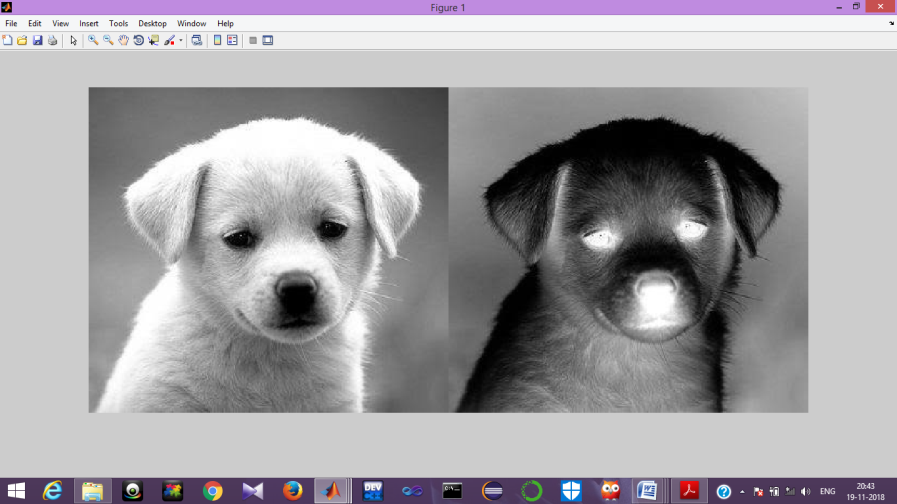 Figure 1
File Edit View Insert Tools Desktop Window Help
DEV
C:\
W
ENG
20:43
19-11-2018